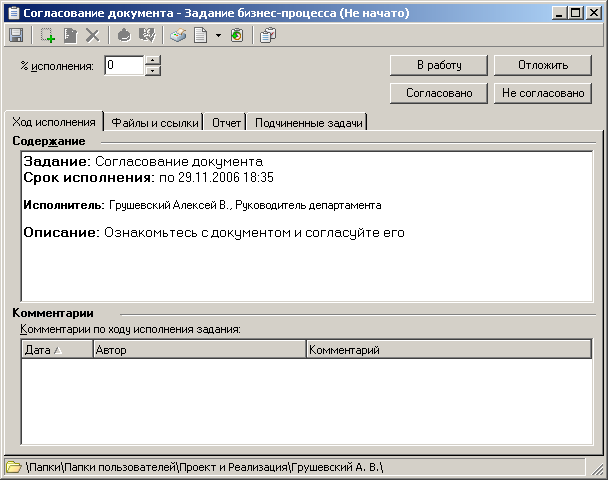 Согласование документа - Задание бизнес-процесса (Не начато)
% исполнения: 0
В работу Отложить
Согласовано Не согласовано
Ход исполнения Файлы и ссылки Отчет Подчиненные задачи
Содержание
Задание: Согласование документа
Срок исполнения: по 29.11.2006 18:35
Исполнитель: Грушевский Алексей В., Руководитель департамента
Описание: Ознакомьтесь с документом и согласуйте его
Комментарии
Комментарии по ходу исполнения задания:
Дата Автор Комментарий
\Папки\Папки пользователей\Проект и Реализация\Грушевский А. В.\